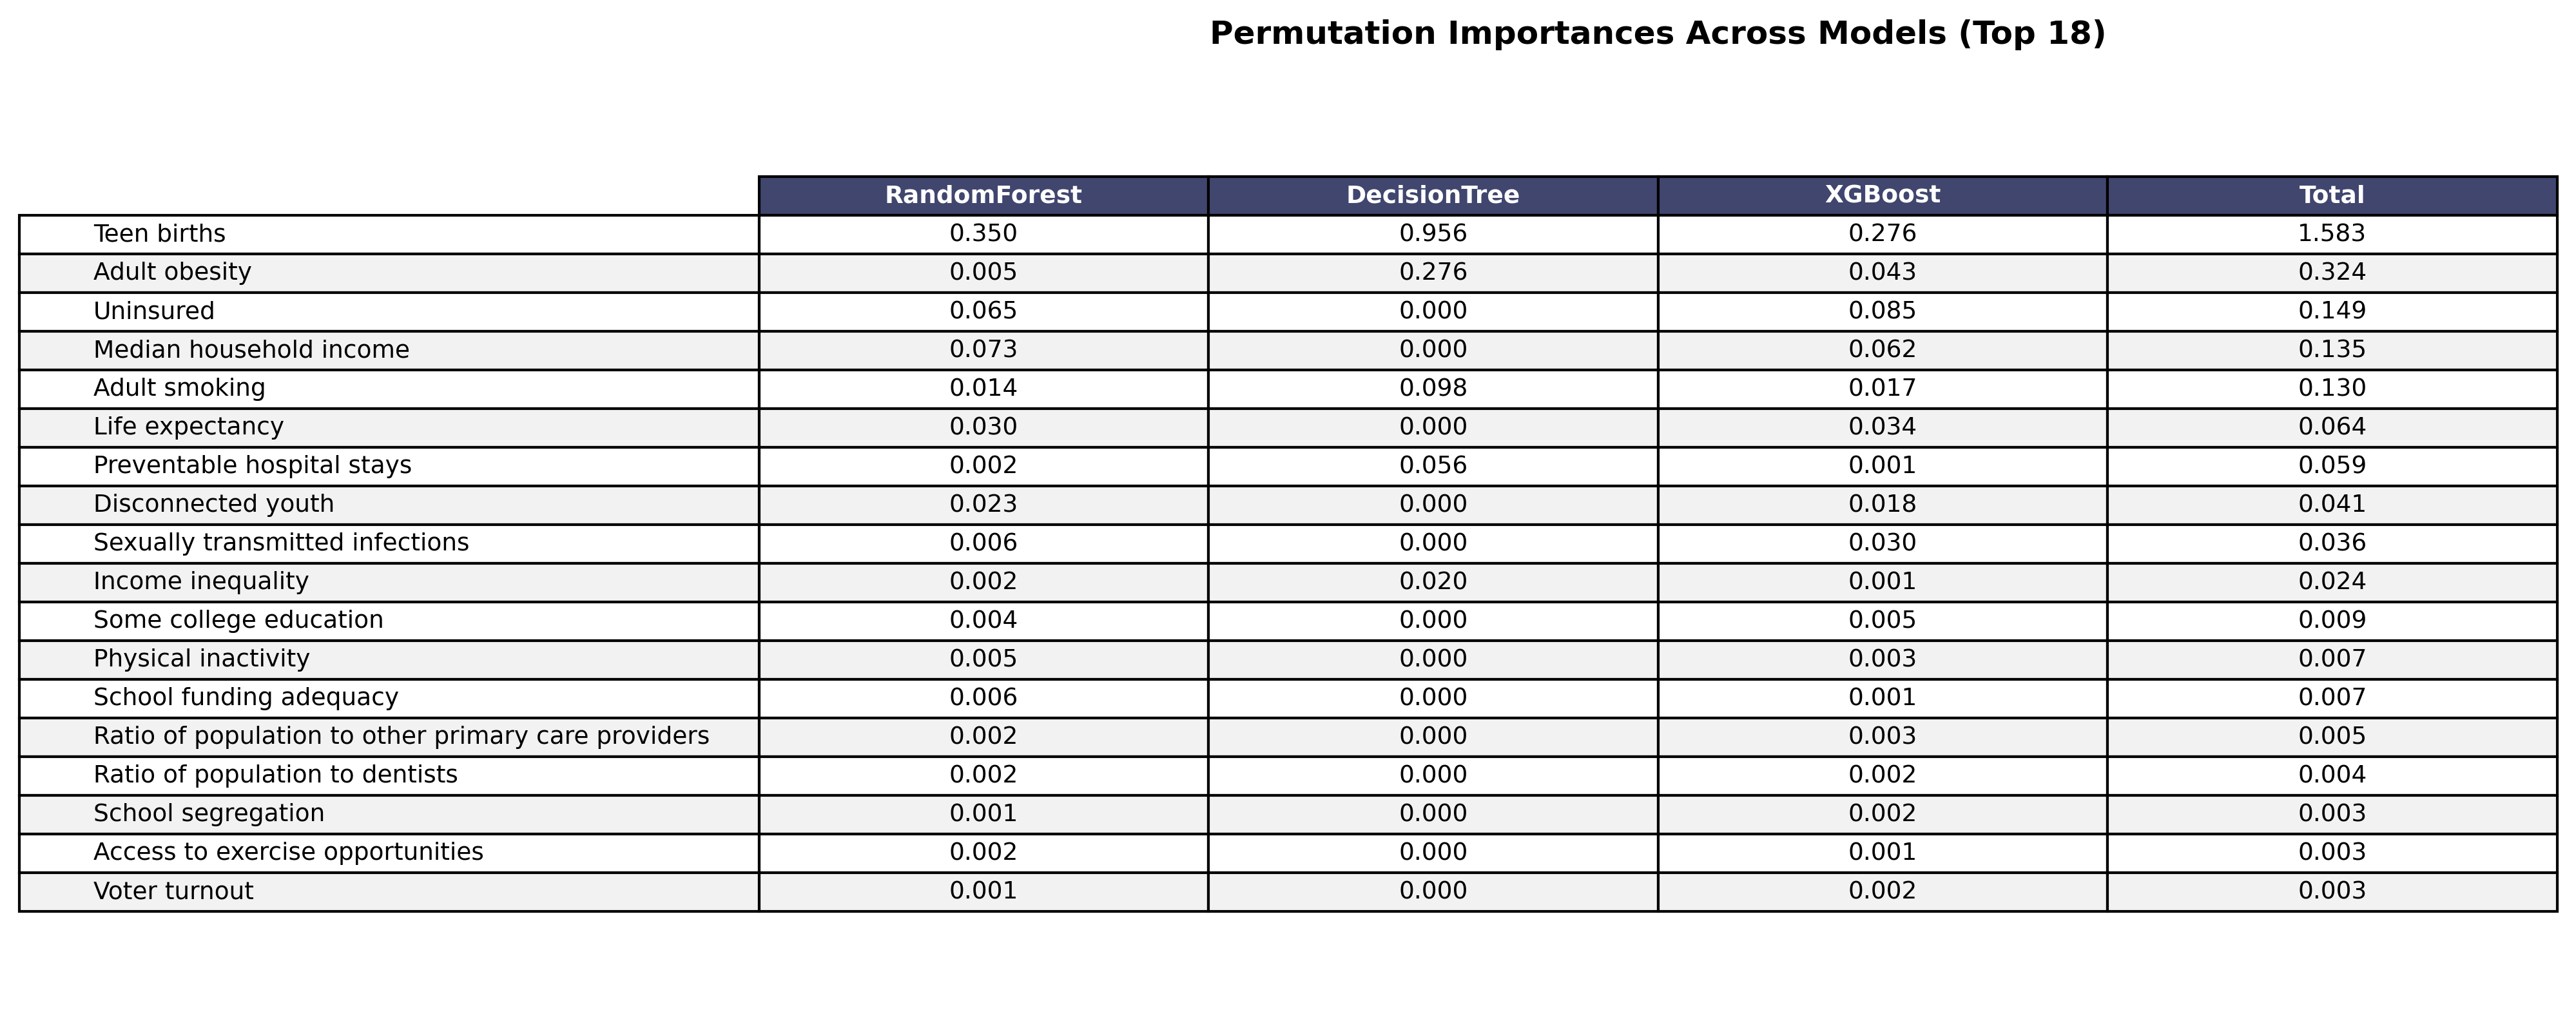 Permutation Importances Across Models (Top 18)
RandomForest DecisionTree XGBoost Total
Teen births 0.350 0.956 0.276 1.583
Adult obesity 0.005 0.276 0.043 0.324
Uninsured 0.065 0.000 0.085 0.149
Median household income 0.073 0.000 0.062 0.135
Adult smoking 0.014 0.098 0.017 0.130
Life expectancy 0.030 0.000 0.034 0.064
Preventable hospital stays 0.002 0.056 0.001 0.059
Disconnected youth 0.023 0.000 0.018 0.041
Sexually transmitted infections 0.006 0.000 0.030 0.036
Income inequality 0.002 0.020 0.001 0.024
Some college education 0.004 0.000 0.005 0.009
Physical inactivity 0.005 0.000 0.003 0.007
School funding adequacy 0.006 0.000 0.001 0.007
Ratio of population to other primary care providers 0.002 0.000 0.003 0.005
Ratio of population to dentists 0.002 0.000 0.002 0.004
School segregation 0.001 0.000 0.002 0.003
Access to exercise opportunities 0.002 0.000 0.001 0.003
Voter turnout 0.001 0.000 0.002 0.003